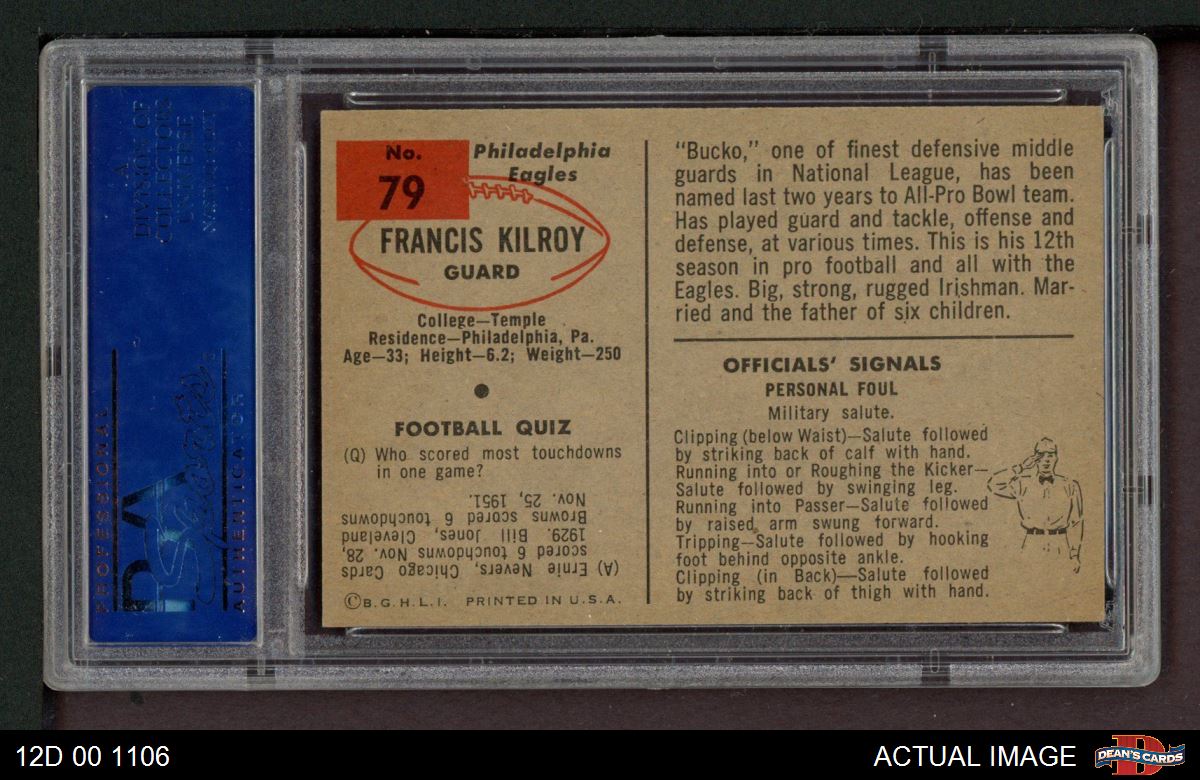 A
DIVISION OF
COLLECTORS
UNIVERSE
PROFESSIONAL
PSA
Sports
AUTHENTICATOR
No.
79
Philadelphia
Eagles
FRANCIS KILROY
GUARD
College—Temple
Residence—Philadelphia, Pa.
Age—33; Height—6.2; Weight—250
FOOTBALL QUIZ
(Q) Who scored most touchdowns
in one game?
(A) Ernie Nevers, Chicago Cards
scored 6 touchdowns Nov. 28,
1929. Bill Jones, Cleveland
Browns scored 6 touchdowns
Nov. 25, 1951.
©B.G.H.L.I. PRINTED IN U.S.A.
"Bucko," one of finest defensive middle
guards in National League, has been
named last two years to All-Pro Bowl team.
Has played guard and tackle, offense and
defense, at various times. This is his 12th
season in pro football and all with the
Eagles. Big, strong, rugged Irishman. Mar-
ried and the father of six children.
OFFICIALS' SIGNALS
PERSONAL FOUL
Military salute.
Clipping (below Waist)—Salute followed
by striking back of calf with hand.
Running into or Roughing the Kicker—
Salute followed by swinging leg.
Running into Passer—Salute followed
by raised arm swung forward.
Tripping—Salute followed by hooking
foot behind opposite ankle.
Clipping (in Back)—Salute followed
by striking back of thigh with hand.
12D 00 1106
ACTUAL IMAGE
D
DEAN'S CARDS